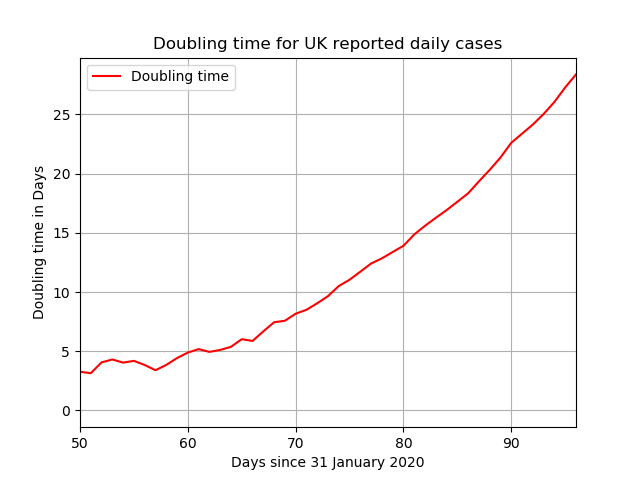 Doubling time for UK reported daily cases
Doubling time
25
20
15
10
5
0
Doubling time in Days
50 60 70 80 90
Days since 31 January 2020